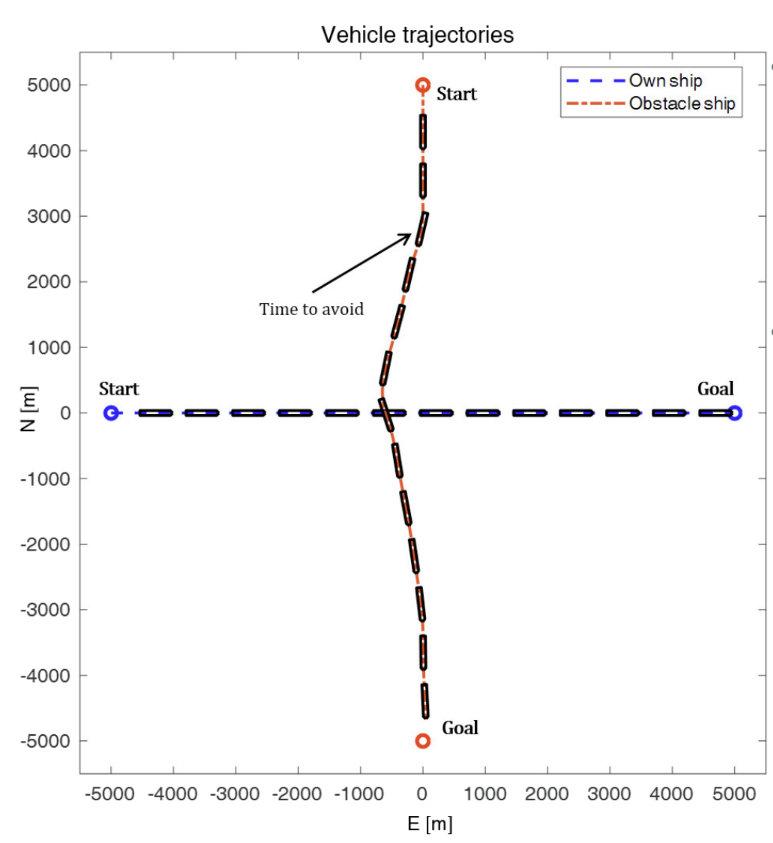 Vehicle trajectories
Own ship
Obstacle ship
Start
Time to avoid
Start
Goal
Goal
N [m]
5000
4000
3000
2000
1000
0
-1000
-2000
-3000
-4000
-5000
-5000 -4000 -3000 -2000 -1000 0 1000 2000 3000 4000 5000
E [m]